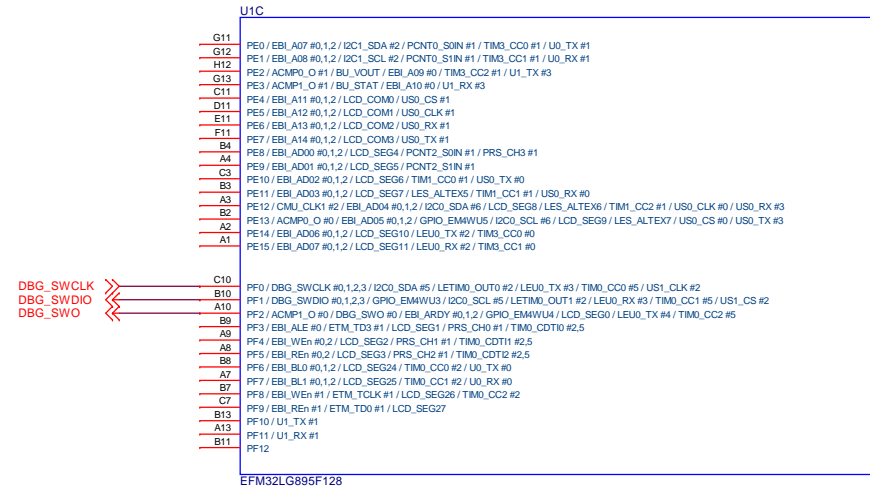 U1C
G11 PE0 / EBI_A07 #0,1,2 / I2C1_SDA #2 / PCNT0_S0IN #1 / TIM3_CC0 #1 / U0_TX #1
G12 PE1 / EBI_A08 #0,1,2 / I2C1_SCL #2 / PCNT0_S1IN #1 / TIM3_CC1 #1 / U0_RX #1
H12 PE2 / ACMP0_O #1 / BU_VOUT / EBI_A09 #0 / TIM3_CC2 #1 / U1_TX #3
G13 PE3 / ACMP1_O #1 / BU_STAT / EBI_A10 #0 / U1_RX #3
C11 PE4 / EBI_A11 #0,1,2 / LCD_COM0 / US0_CS #1
D11 PE5 / EBI_A12 #0,1,2 / LCD_COM1 / US0_CLK #1
E11 PE6 / EBI_A13 #0,1,2 / LCD_COM2 / US0_RX #1
F11 PE7 / EBI_A14 #0,1,2 / LCD_COM3 / US0_TX #1
B4 PE8 / EBI_AD00 #0,1,2 / LCD_SEG4 / PCNT2_S0IN #1 / PRS_CH3 #1
A4 PE9 / EBI_AD01 #0,1,2 / LCD_SEG5 / PCNT2_S1IN #1
C3 PE10 / EBI_AD02 #0,1,2 / LCD_SEG6 / TIM1_CC0 #1 / US0_TX #0
B3 PE11 / EBI_AD03 #0,1,2 / LCD_SEG7 / LES_ALTEX5 / TIM1_CC1 #1 / US0_RX #0
A3 PE12 / CMU_CLK1 #2 / EBI_AD04 #0,1,2 / I2C0_SDA #6 / LCD_SEG8 / LES_ALTEX6 / TIM1_CC2 #1 / US0_CLK #0 / US0_RX #3
B2 PE13 / ACMP0_O #0 / EBI_AD05 #0,1,2 / GPIO_EM4WU5 / I2C0_SCL #6 / LCD_SEG9 / LES_ALTEX7 / US0_CS #0 / US0_TX #3
A2 PE14 / EBI_AD06 #0,1,2 / LCD_SEG10 / LEU0_TX #2 / TIM3_CC0 #0
A1 PE15 / EBI_AD07 #0,1,2 / LCD_SEG11 / LEU0_RX #2 / TIM3_CC1 #0
DBG_SWCLK C10 PF0 / DBG_SWCLK #0,1,2,3 / I2C0_SDA #5 / LETIM0_OUT0 #2 / LEU0_TX #3 / TIM0_CC0 #5 / US1_CLK #2
DBG_SWDIO B10 PF1 / DBG_SWDIO #0,1,2,3 / GPIO_EM4WU3 / I2C0_SCL #5 / LETIM0_OUT1 #2 / LEU0_RX #3 / TIM0_CC1 #5 / US1_CS #2
DBG_SWO A10 PF2 / ACMP1_O #0 / DBG_SWO #0 / EBI_ARDY #0,1,2 / GPIO_EM4WU4 / LCD_SEG0 / LEU0_TX #4 / TIM0_CC2 #5
B9 PF3 / EBI_ALE #0 / ETM_TD3 #1 / LCD_SEG1 / PRS_CH0 #1 / TIM0_CDTI0 #2,5
A9 PF4 / EBI_WEn #0,2 / LCD_SEG2 / PRS_CH1 #1 / TIM0_CDTI1 #2,5
A8 PF5 / EBI_REn #0,2 / LCD_SEG3 / PRS_CH2 #1 / TIM0_CDTI2 #2,5
B8 PF6 / EBI_BL0 #0,1,2 / LCD_SEG24 / TIM0_CC0 #2 / U0_TX #0
A7 PF7 / EBI_BL1 #0,1,2 / LCD_SEG25 / TIM0_CC1 #2 / U0_RX #0
B7 PF8 / EBI_WEn #1 / ETM_TCLK #1 / LCD_SEG26 / TIM0_CC2 #2
C7 PF9 / EBI_REn #1 / ETM_TD0 #1 / LCD_SEG27
B13 PF10 / U1_TX #1
A13 PF11 / U1_RX #1
B11 PF12
EFM32LG895F128